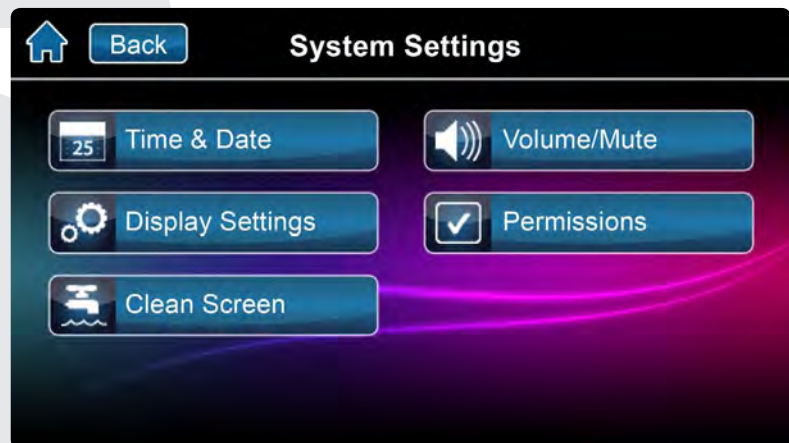 Back
System Settings
25
Time & Date
Volume/Mute
Display Settings
Permissions
Clean Screen